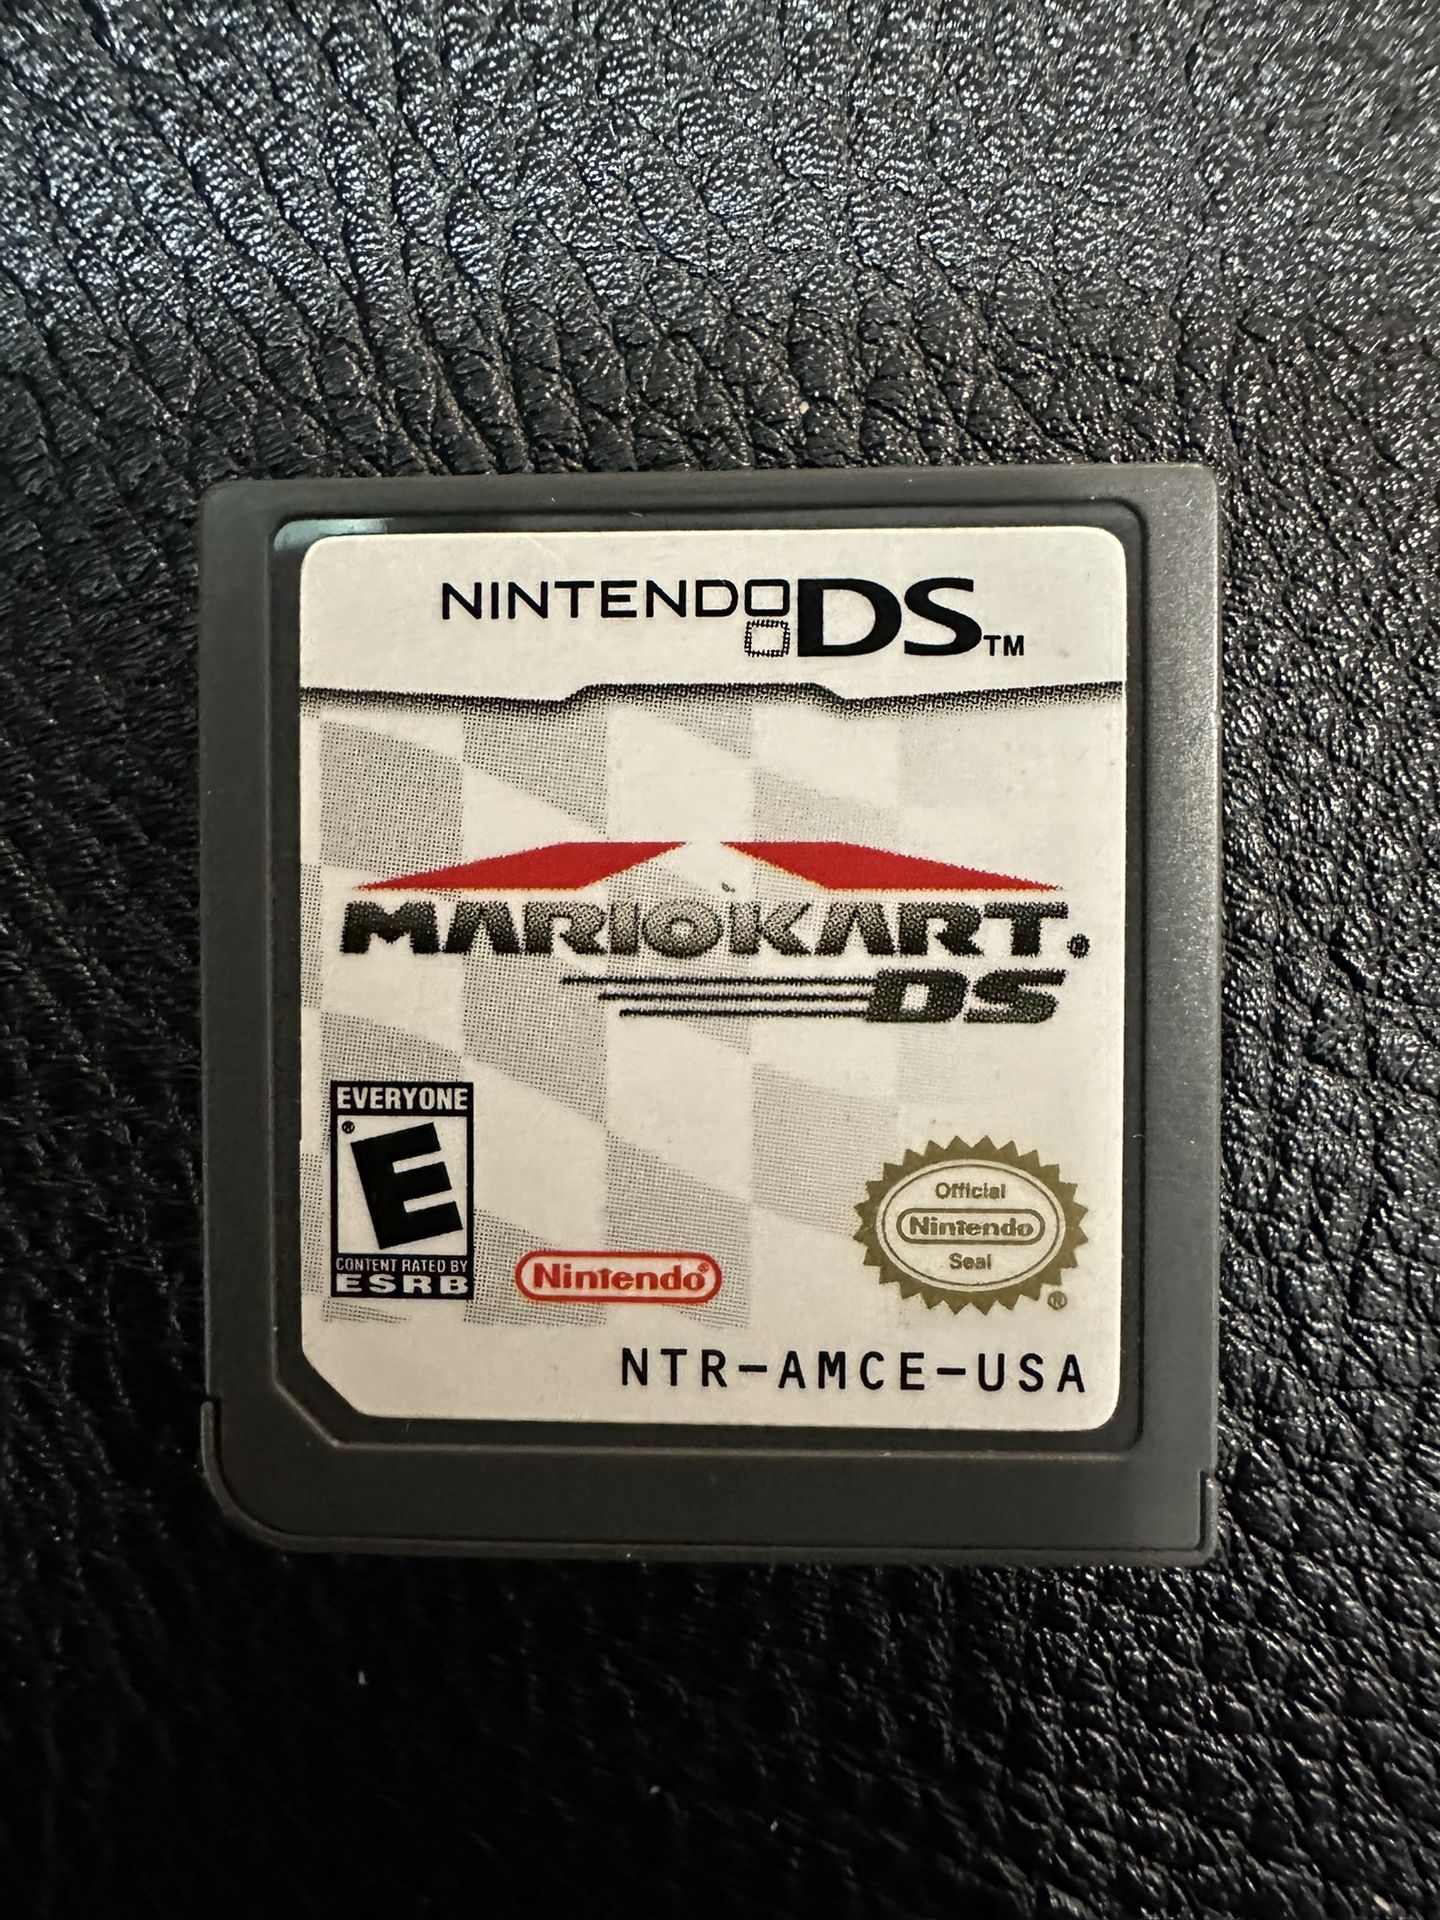 NINTENDO DS™
MARIOKART®
DS
EVERYONE
E®
CONTENT RATED BY
ESRB
Nintendo®
Official
Nintendo
Seal
®
NTR-AMCE-USA